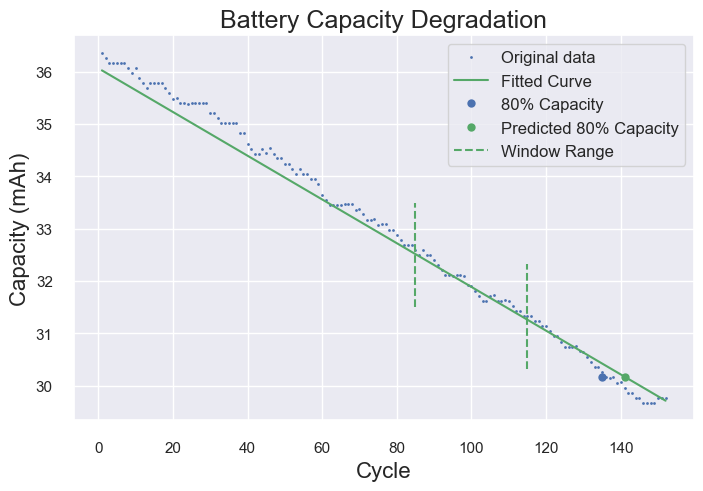 Battery Capacity Degradation
Original data
Fitted Curve
80% Capacity
Predicted 80% Capacity
Window Range
Capacity (mAh)
36
35
34
33
32
31
30
0 20 40 60 80 100 120 140
Cycle